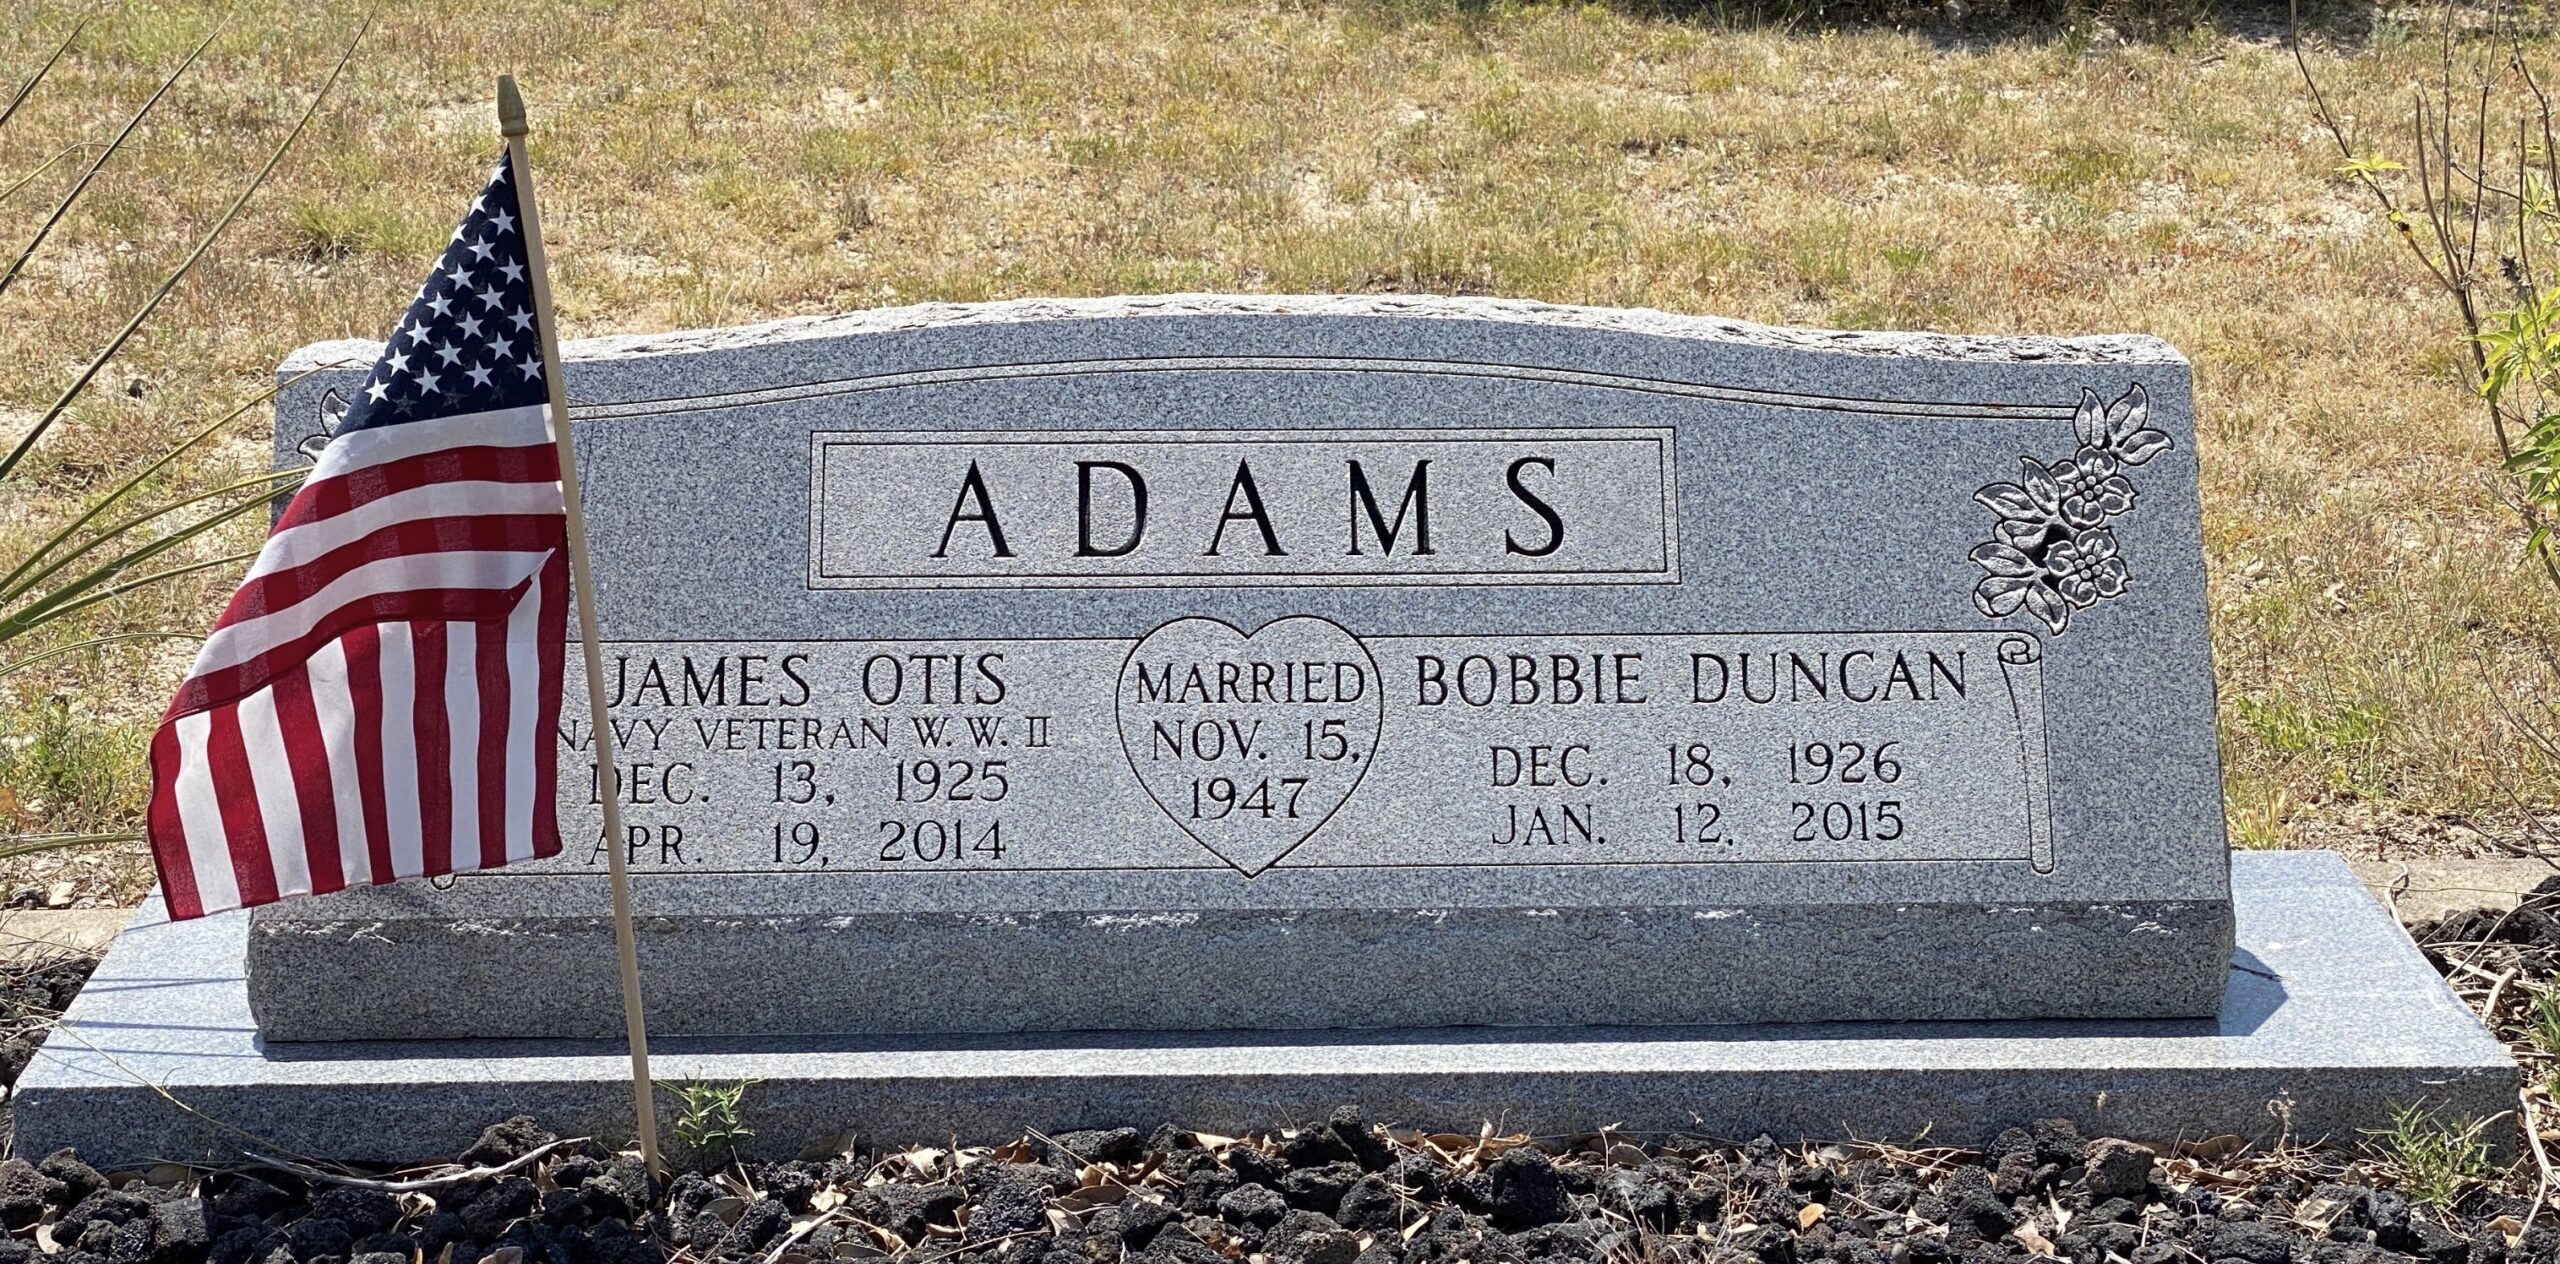 ADAMS
JAMES OTIS
NAVY VETERAN W. W. II
DEC. 13, 1925
APR. 19, 2014
MARRIED
NOV. 15,
1947
BOBBIE DUNCAN
DEC. 18, 1926
JAN. 12, 2015